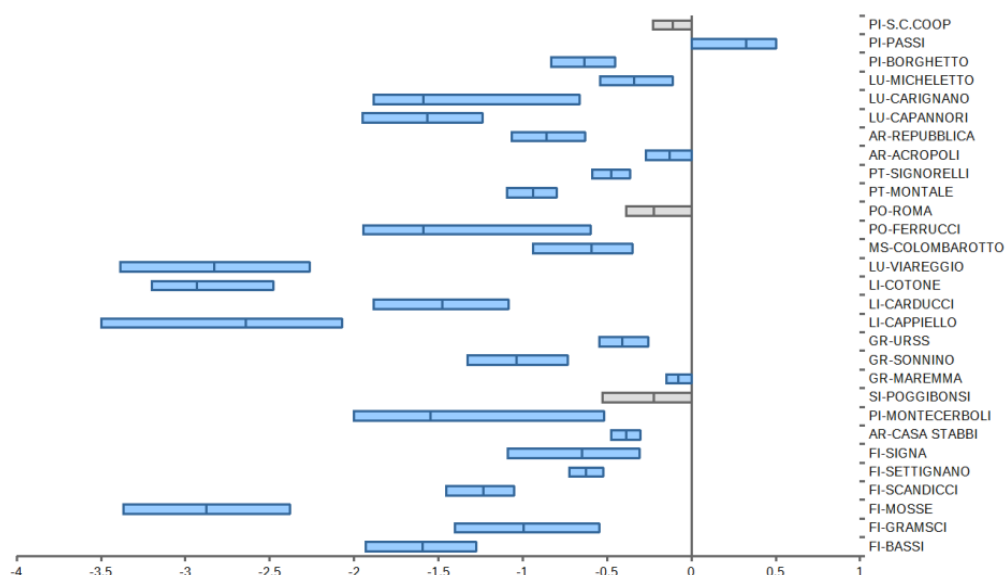 PI-S.C.COOP
PI-PASSI
PI-BORGHETTO
LU-MICHELETTO
LU-CARIGNANO
LU-CAPANNORI
AR-REPUBBLICA
AR-ACROPOLI
PT-SIGNORELLI
PT-MONTALE
PO-ROMA
PO-FERRUCCI
MS-COLOMBAROTTO
LU-VIAREGGIO
LI-COTONE
LI-CARDUCCI
LI-CAPPIELLO
GR-URSS
GR-SONNINO
GR-MAREMMA
SI-POGGIBONSI
PI-MONTECERBOLI
AR-CASA STABBI
FI-SIGNA
FI-SETTIGNANO
FI-SCANDICCI
FI-MOSSE
FI-GRAMSCI
FI-BASSI
-4 -3.5 -3 -2.5 -2 -1.5 -1 -0.5 0 0.5 1